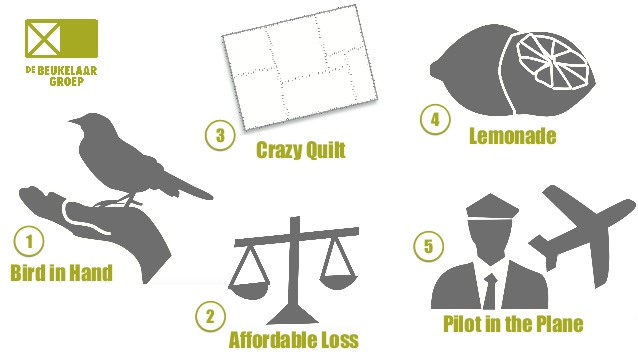 DE BEUKELAAR
GROEP
1
Bird in Hand
2
Affordable Loss
3
Crazy Quilt
4
Lemonade
5
Pilot in the Plane